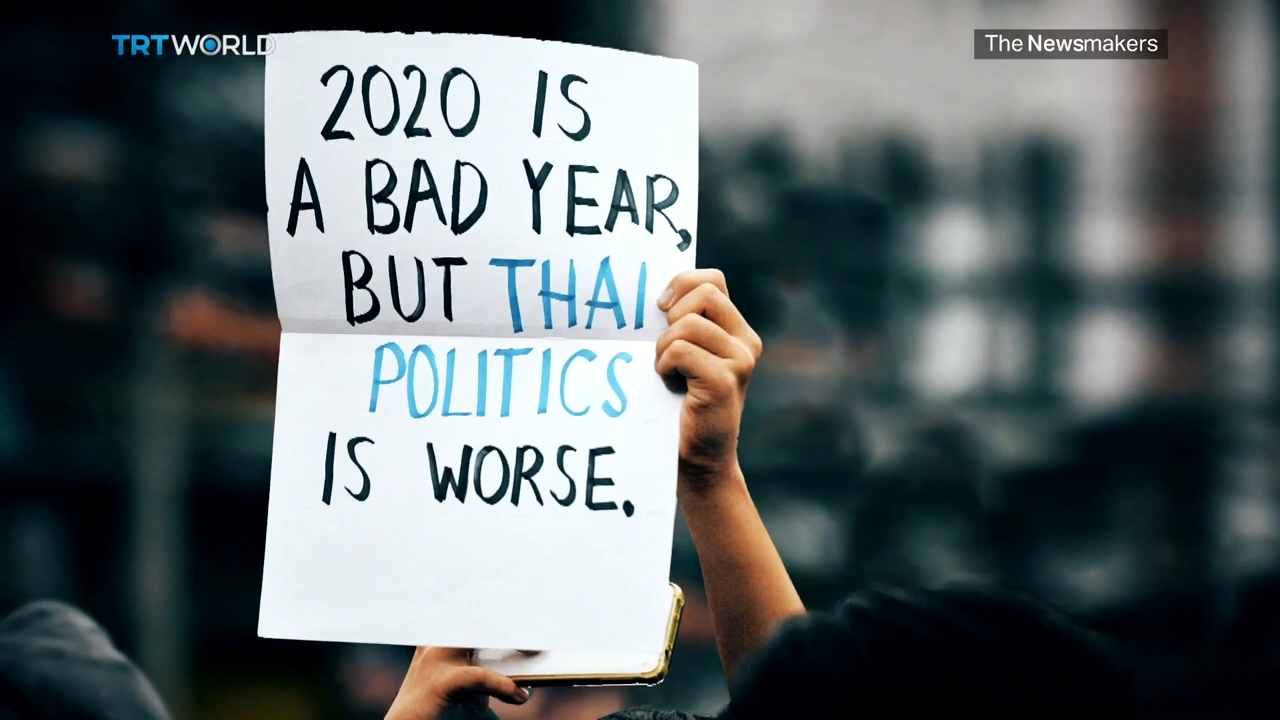 TRTWORLD
The Newsmakers
2020 IS
A BAD YEAR,
BUT THAI
POLITICS
IS WORSE.